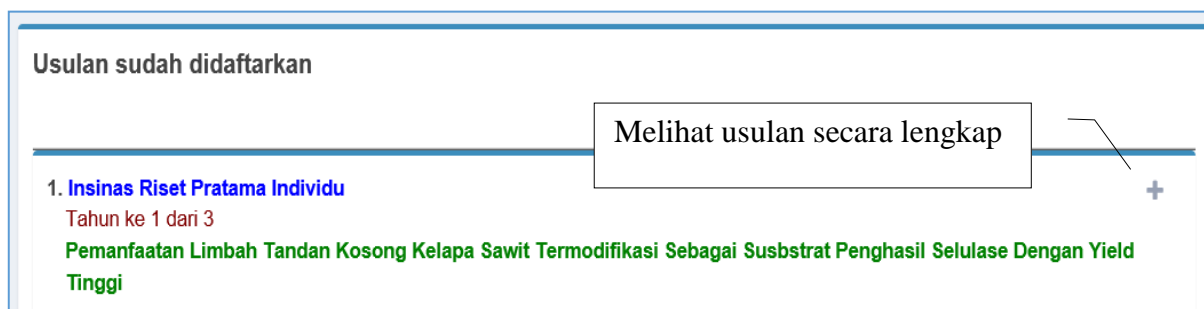 Usulan sudah didaftarkan
Melihat usulan secara lengkap
1. Insinas Riset Pratama Individu
Tahun ke 1 dari 3
Pemanfaatan Limbah Tandan Kosong Kelapa Sawit Termodifikasi Sebagai Susbstrat Penghasil Selulase Dengan Yield
Tinggi